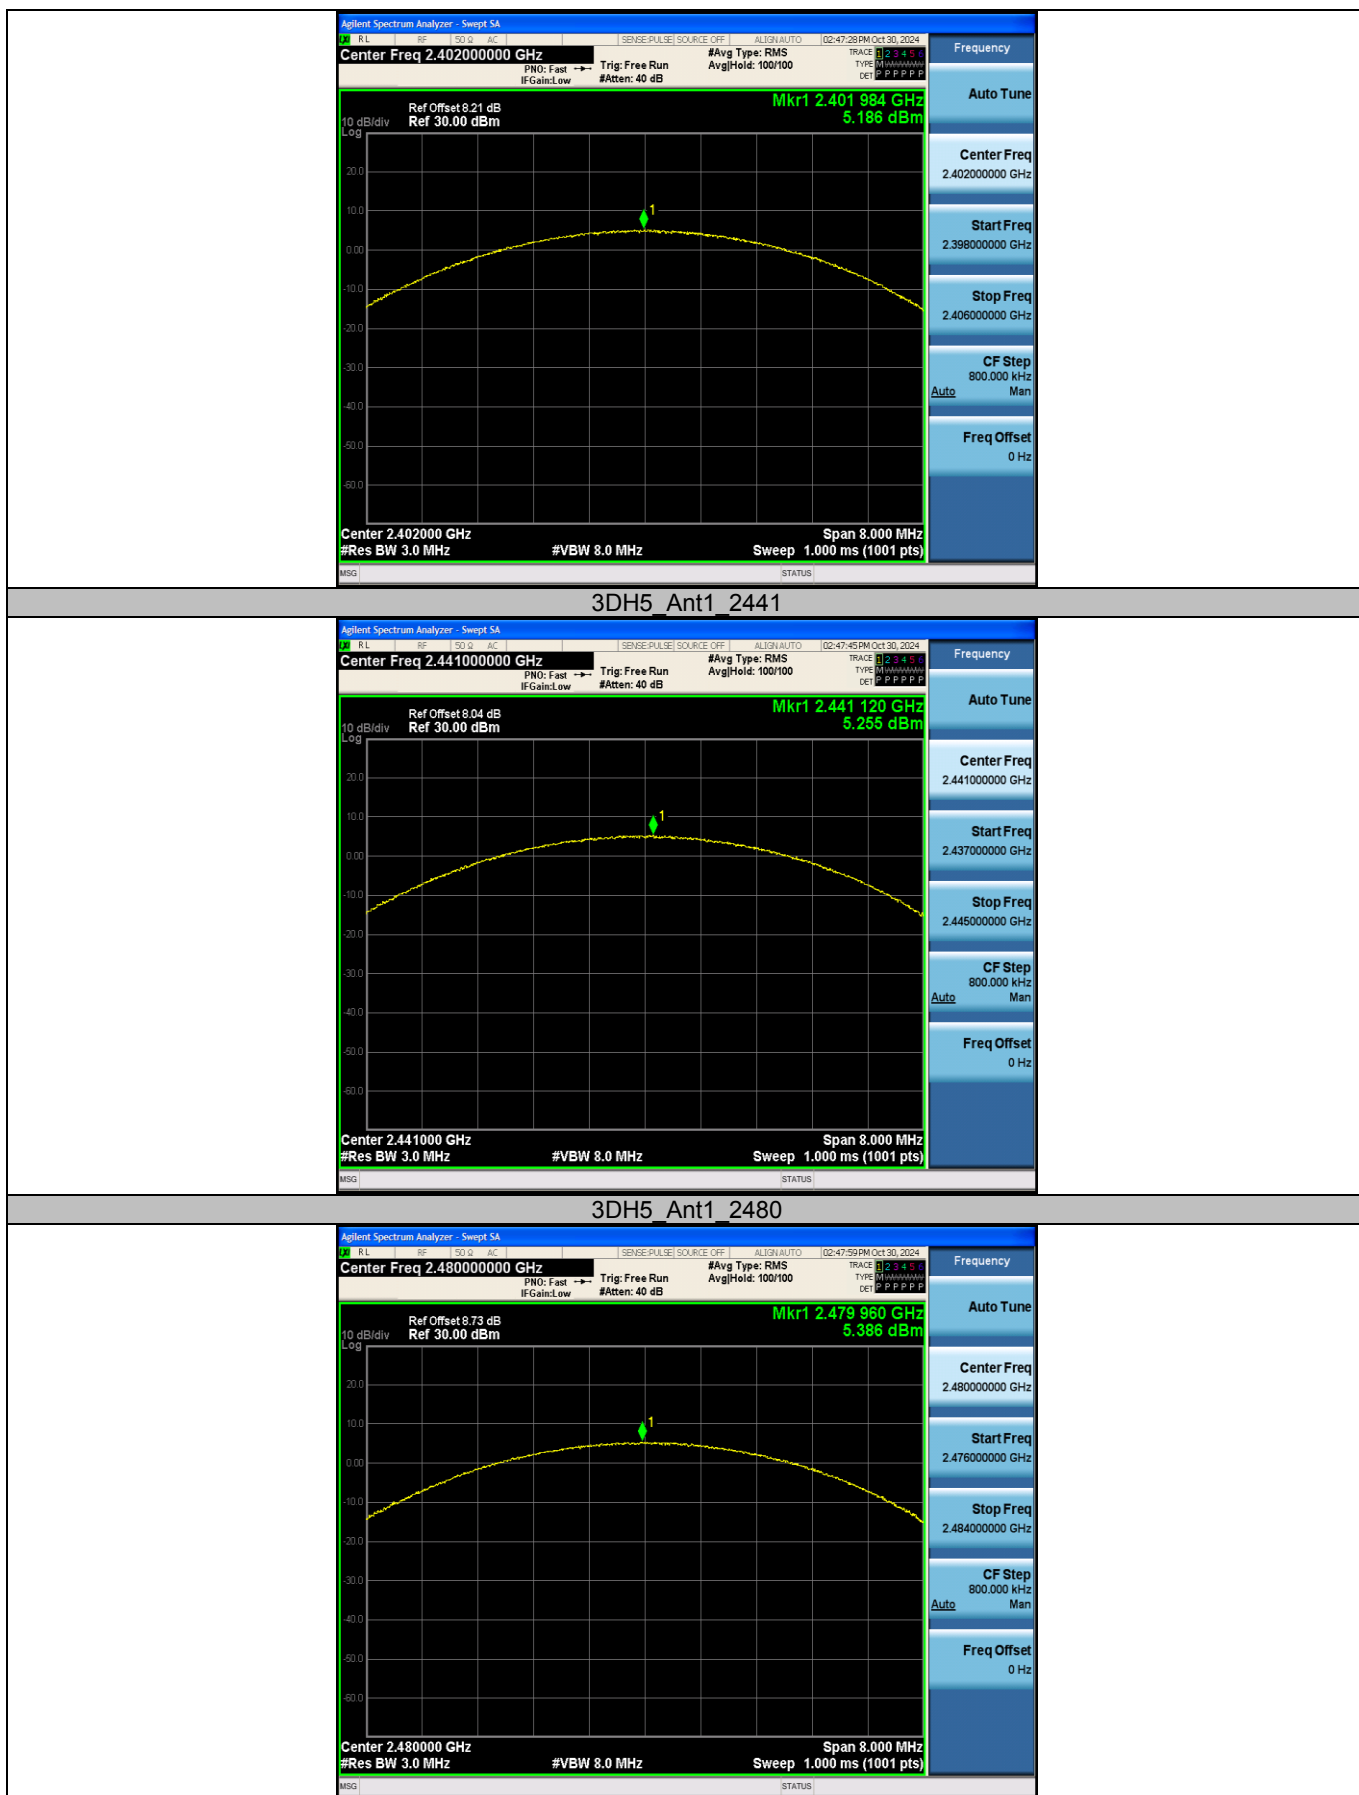 Agilent Spectrum Analyzer - Swept SA
RL RF 50 Ω AC SENSE:PULSE SOURCE OFF ALIGN AUTO 02:47:28 PM Oct 30, 2024
Center Freq 2.402000000 GHz
PNO: Fast
IFGain:Low
Trig: Free Run
#Atten: 40 dB
#Avg Type: RMS
Avg|Hold: 100/100
TRACE 1 2 3 4 5 6
TYPE M
DET P P P P P P
Frequency
Auto Tune
Mkr1 2.401 984 GHz
5.186 dBm
Ref Offset 8.21 dB
10 dB/div Ref 30.00 dBm
Log
20.0
10.0
0.00
-10.0
-20.0
-30.0
-40.0
-50.0
-60.0
1
Center Freq
2.402000000 GHz
Start Freq
2.398000000 GHz
Stop Freq
2.406000000 GHz
CF Step
800.000 kHz
Auto Man
Freq Offset
0 Hz
Center 2.402000 GHz Span 8.000 MHz
#Res BW 3.0 MHz #VBW 8.0 MHz Sweep 1.000 ms (1001 pts)
MSG STATUS
3DH5_Ant1_2441
Agilent Spectrum Analyzer - Swept SA
RL RF 50 Ω AC SENSE:PULSE SOURCE OFF ALIGN AUTO 02:47:45 PM Oct 30, 2024
Center Freq 2.441000000 GHz
PNO: Fast
IFGain:Low
Trig: Free Run
#Atten: 40 dB
#Avg Type: RMS
Avg|Hold: 100/100
TRACE 1 2 3 4 5 6
TYPE M
DET P P P P P P
Frequency
Auto Tune
Mkr1 2.441 120 GHz
5.255 dBm
Ref Offset 8.04 dB
10 dB/div Ref 30.00 dBm
Log
20.0
10.0
0.00
-10.0
-20.0
-30.0
-40.0
-50.0
-60.0
1
Center Freq
2.441000000 GHz
Start Freq
2.437000000 GHz
Stop Freq
2.445000000 GHz
CF Step
800.000 kHz
Auto Man
Freq Offset
0 Hz
Center 2.441000 GHz Span 8.000 MHz
#Res BW 3.0 MHz #VBW 8.0 MHz Sweep 1.000 ms (1001 pts)
MSG STATUS
3DH5_Ant1_2480
Agilent Spectrum Analyzer - Swept SA
RL RF 50 Ω AC SENSE:PULSE SOURCE OFF ALIGN AUTO 02:47:59 PM Oct 30, 2024
Center Freq 2.480000000 GHz
PNO: Fast
IFGain:Low
Trig: Free Run
#Atten: 40 dB
#Avg Type: RMS
Avg|Hold: 100/100
TRACE 1 2 3 4 5 6
TYPE M
DET P P P P P P
Frequency
Auto Tune
Mkr1 2.479 960 GHz
5.386 dBm
Ref Offset 8.73 dB
10 dB/div Ref 30.00 dBm
Log
20.0
10.0
0.00
-10.0
-20.0
-30.0
-40.0
-50.0
-60.0
1
Center Freq
2.480000000 GHz
Start Freq
2.476000000 GHz
Stop Freq
2.484000000 GHz
CF Step
800.000 kHz
Auto Man
Freq Offset
0 Hz
Center 2.480000 GHz Span 8.000 MHz
#Res BW 3.0 MHz #VBW 8.0 MHz Sweep 1.000 ms (1001 pts)
MSG STATUS